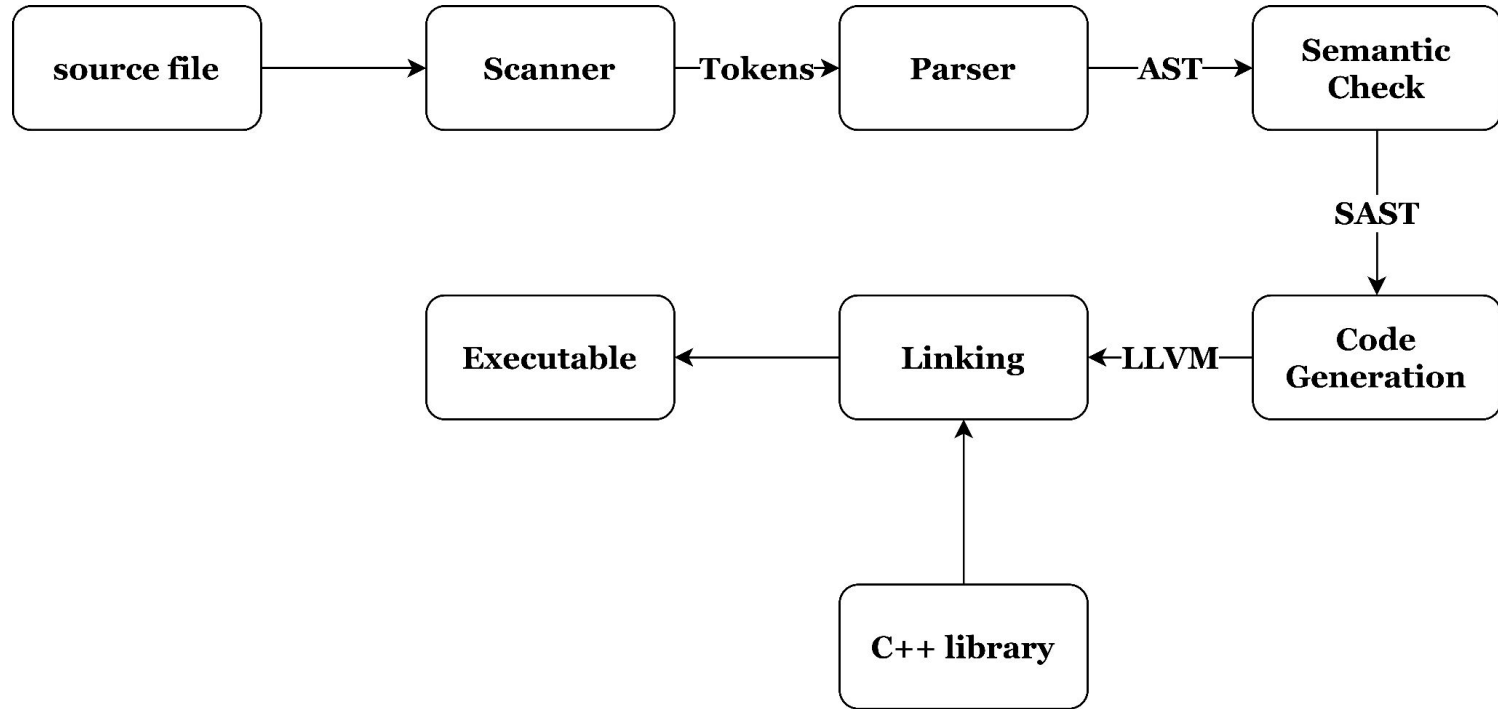 source file
Scanner
Tokens
Parser
AST
Semantic
Check
SAST
Executable
Linking
LLVM
Code
Generation
C++ library